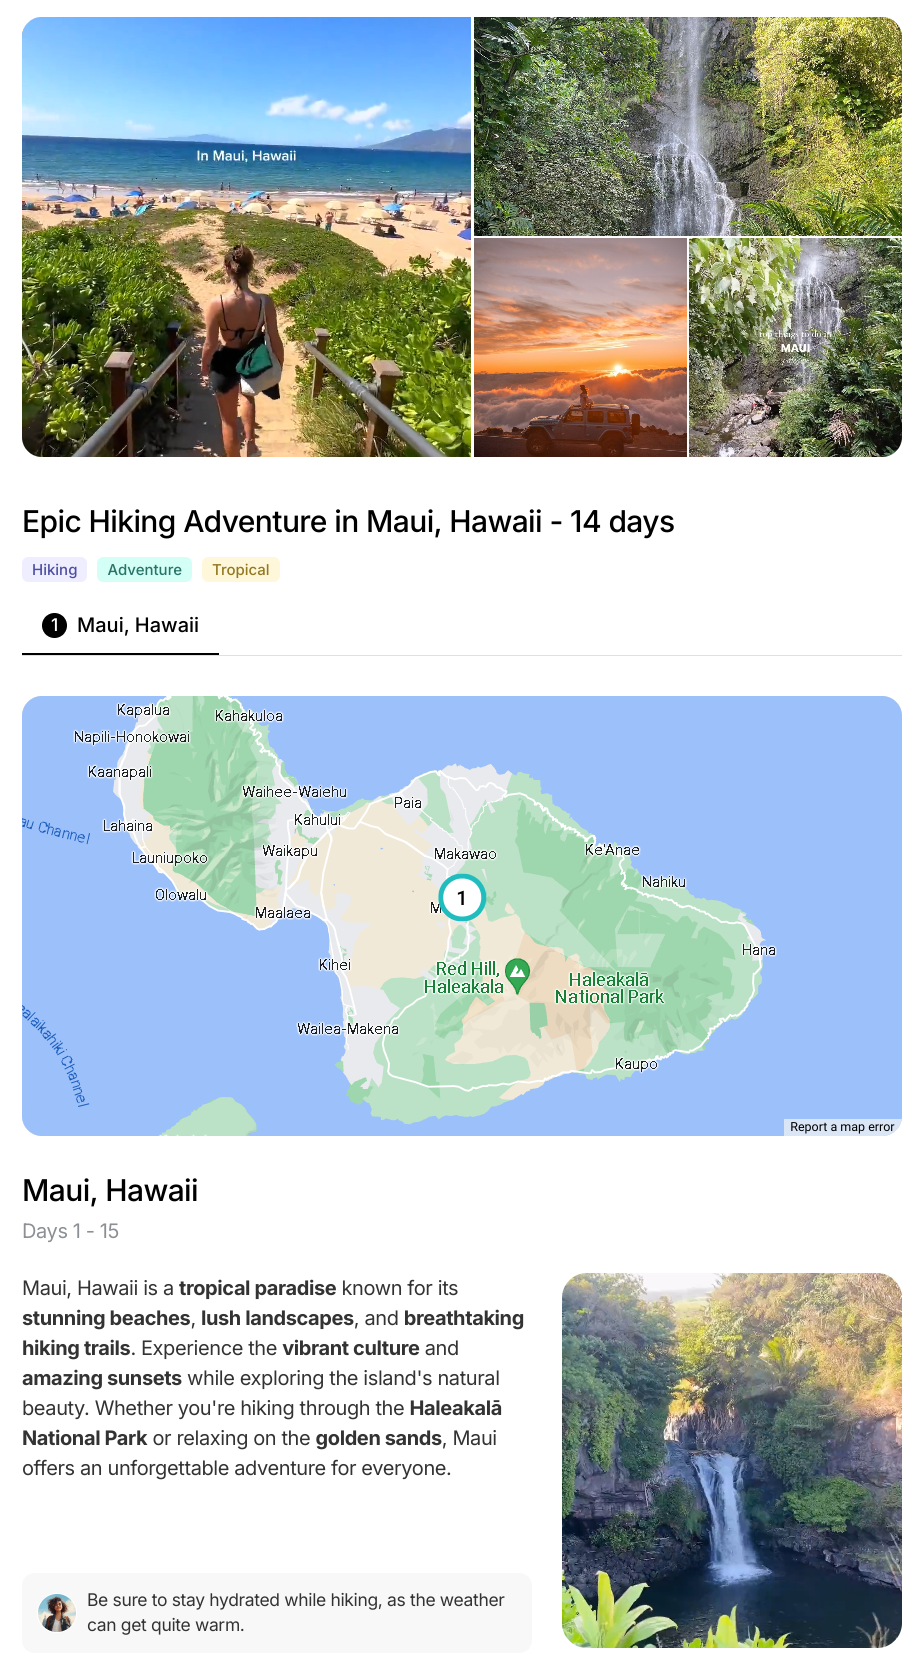 In Maui, Hawaii
top things to do in
MAUI
Epic Hiking Adventure in Maui, Hawaii - 14 days
Hiking Adventure Tropical
1 Maui, Hawaii
Kapalua
Kahakuloa
Napili-Honokowai
Kaanapali
Waihee-Waiehu
Paia
Kahului
Lahaina
au Channel
Waikapu
Launiupoko
Makawao
Ke'Anae
Nahiku
Olowalu
1
M
Maalaea
Hana
Kihei
Red Hill,
Haleakala
Haleakalā
National Park
alaikahiki Channel
Wailea-Makena
Kaupo
Report a map error
Maui, Hawaii
Days 1 - 15
Maui, Hawaii is a tropical paradise known for its
stunning beaches, lush landscapes, and breathtaking
hiking trails. Experience the vibrant culture and
amazing sunsets while exploring the island's natural
beauty. Whether you're hiking through the Haleakalā
National Park or relaxing on the golden sands, Maui
offers an unforgettable adventure for everyone.
Be sure to stay hydrated while hiking, as the weather
can get quite warm.